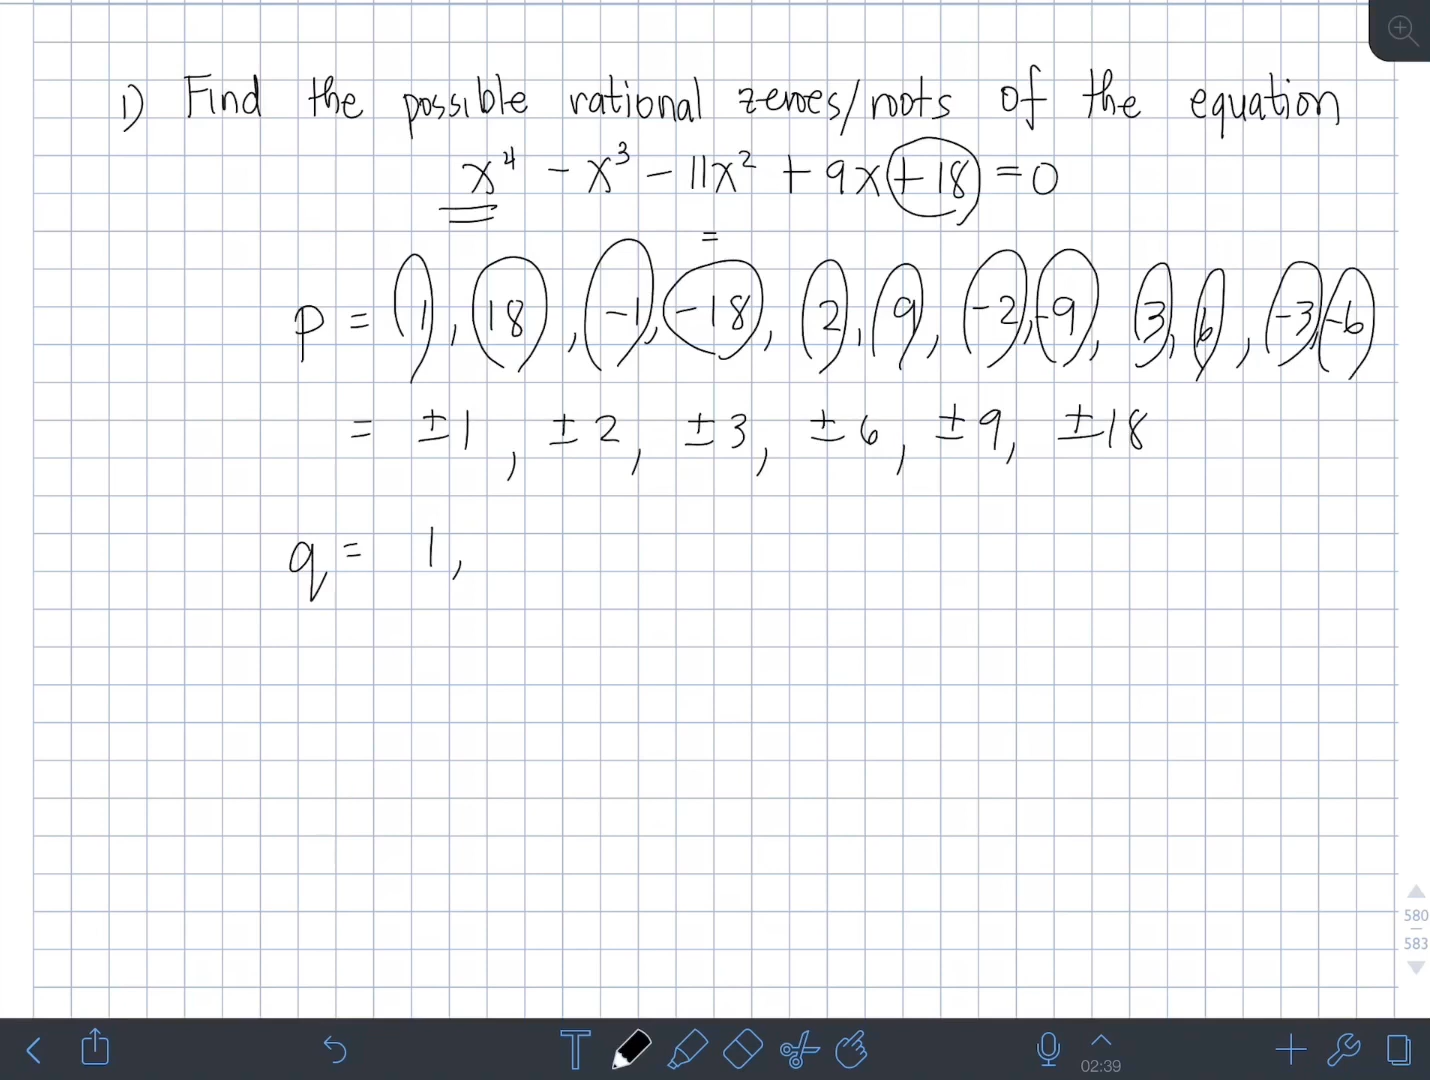 1) Find the possible rational zeroes/roots of the equation
x⁴ - x³ - 11x² + 9x + 18 = 0
=
p = 1, 18, -1, -18, 2, 9, -2, -9, 3, 6, -3, -6
= ±1, ±2, ±3, ±6, ±9, ±18
q = 1,
580
583
T
02:39